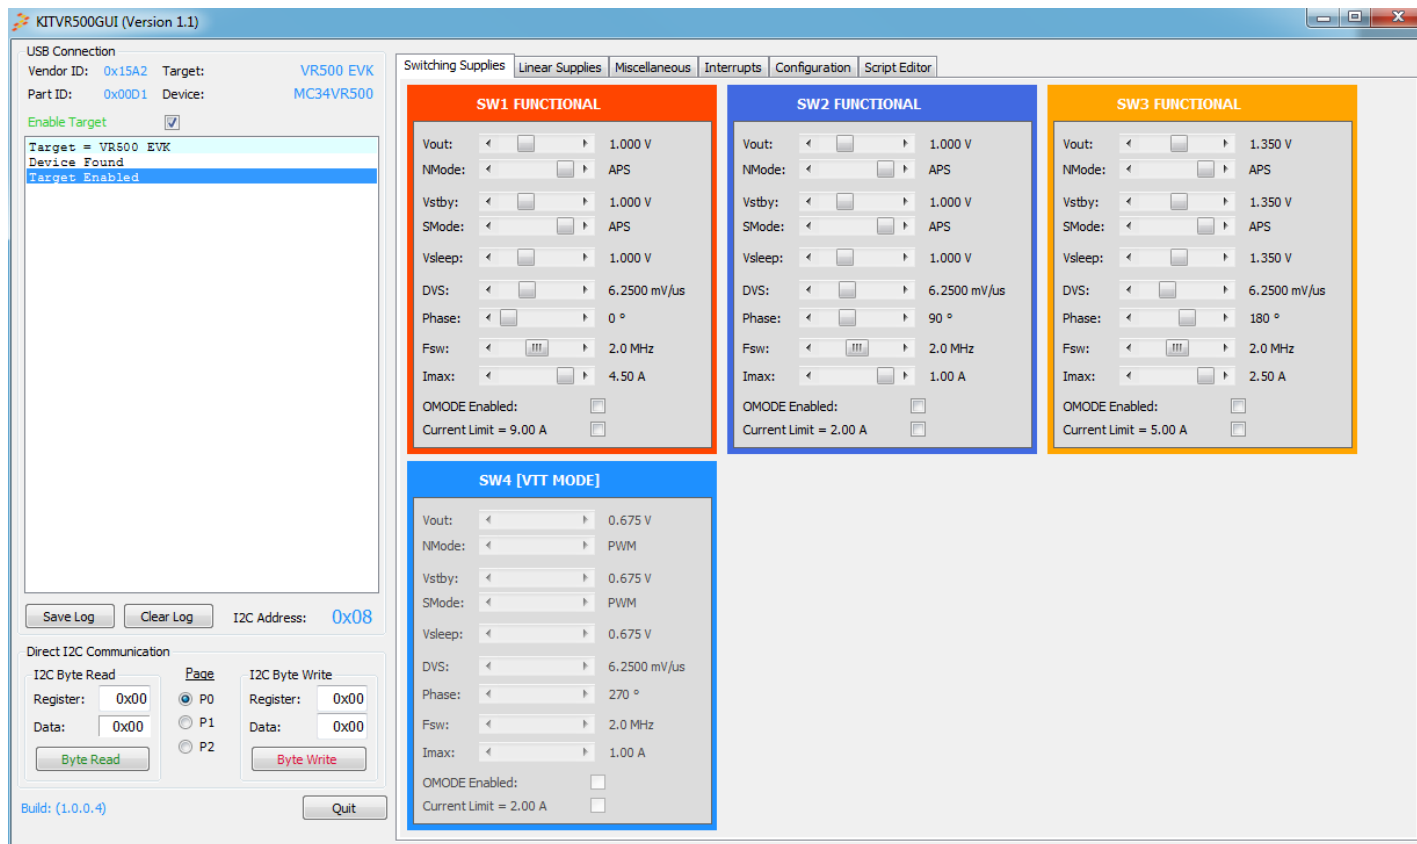 KITVR500GUI (Version 1.1)
USB Connection
Vendor ID: 0x15A2 Target: VR500 EVK
Part ID: 0x00D1 Device: MC34VR500
Enable Target
Target = VR500 EVK
Device Found
Target Enabled
Save Log Clear Log I2C Address: 0x08
Direct I2C Communication
I2C Byte Read Page I2C Byte Write
Register: 0x00 P0 Register: 0x00
Data: 0x00 P1 Data: 0x00
P2
Byte Read Byte Write
Build: (1.0.0.4) Quit
Switching Supplies Linear Supplies Miscellaneous Interrupts Configuration Script Editor
SW1 FUNCTIONAL
Vout: 1.000 V
NMode: APS
Vstby: 1.000 V
SMode: APS
Vsleep: 1.000 V
DVS: 6.2500 mV/us
Phase: 0 °
Fsw: 2.0 MHz
Imax: 4.50 A
OMODE Enabled:
Current Limit = 9.00 A
SW2 FUNCTIONAL
Vout: 1.000 V
NMode: APS
Vstby: 1.000 V
SMode: APS
Vsleep: 1.000 V
DVS: 6.2500 mV/us
Phase: 90 °
Fsw: 2.0 MHz
Imax: 1.00 A
OMODE Enabled:
Current Limit = 2.00 A
SW3 FUNCTIONAL
Vout: 1.350 V
NMode: APS
Vstby: 1.350 V
SMode: APS
Vsleep: 1.350 V
DVS: 6.2500 mV/us
Phase: 180 °
Fsw: 2.0 MHz
Imax: 2.50 A
OMODE Enabled:
Current Limit = 5.00 A
SW4 [VTT MODE]
Vout: 0.675 V
NMode: PWM
Vstby: 0.675 V
SMode: PWM
Vsleep: 0.675 V
DVS: 6.2500 mV/us
Phase: 270 °
Fsw: 2.0 MHz
Imax: 1.00 A
OMODE Enabled:
Current Limit = 2.00 A